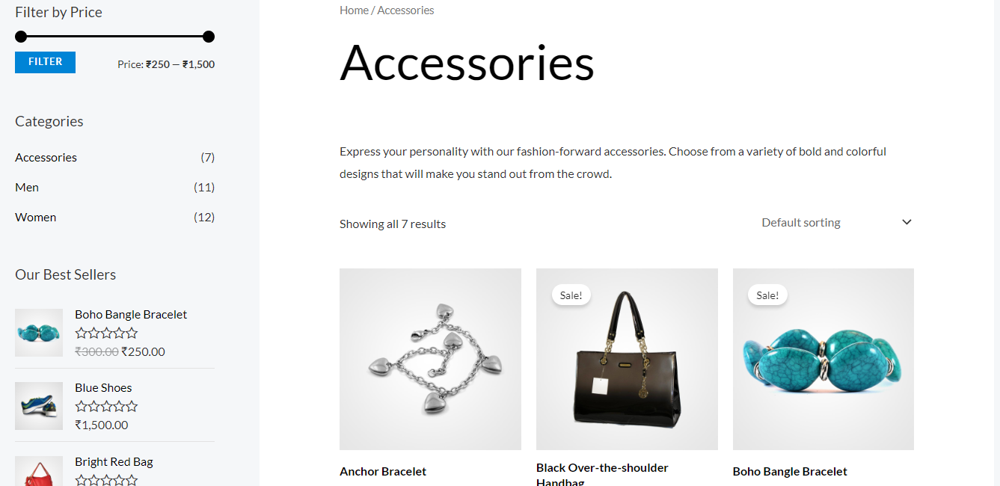 Filter by Price
FILTER
Price: ₹250 — ₹1,500
Categories
Accessories (7)
Men (11)
Women (12)
Our Best Sellers
Boho Bangle Bracelet
₹300.00 ₹250.00
Blue Shoes
₹1,500.00
Bright Red Bag
Home / Accessories
Accessories
Express your personality with our fashion-forward accessories. Choose from a variety of bold and colorful
designs that will make you stand out from the crowd.
Showing all 7 results
Default sorting
Sale!
Sale!
Anchor Bracelet
Black Over-the-shoulder
Handbag
Boho Bangle Bracelet